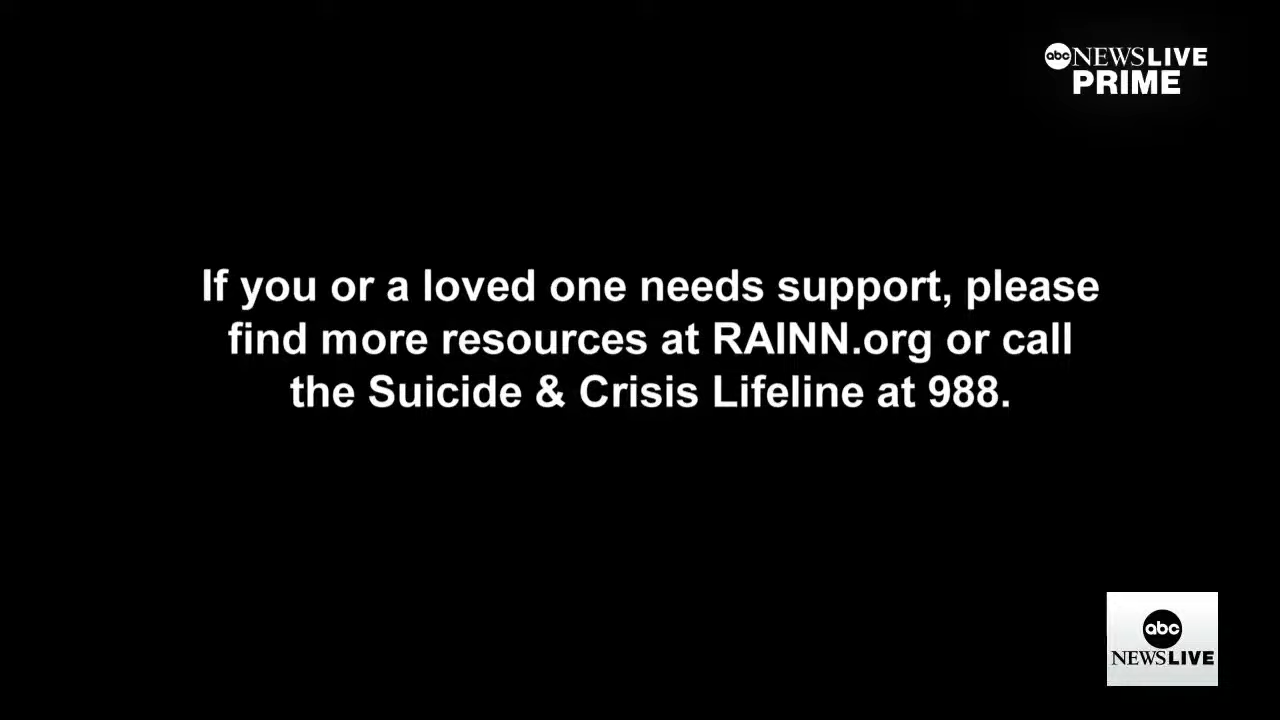 abc NEWS LIVE
PRIME
If you or a loved one needs support, please
find more resources at RAINN.org or call
the Suicide & Crisis Lifeline at 988.
abc
NEWS LIVE